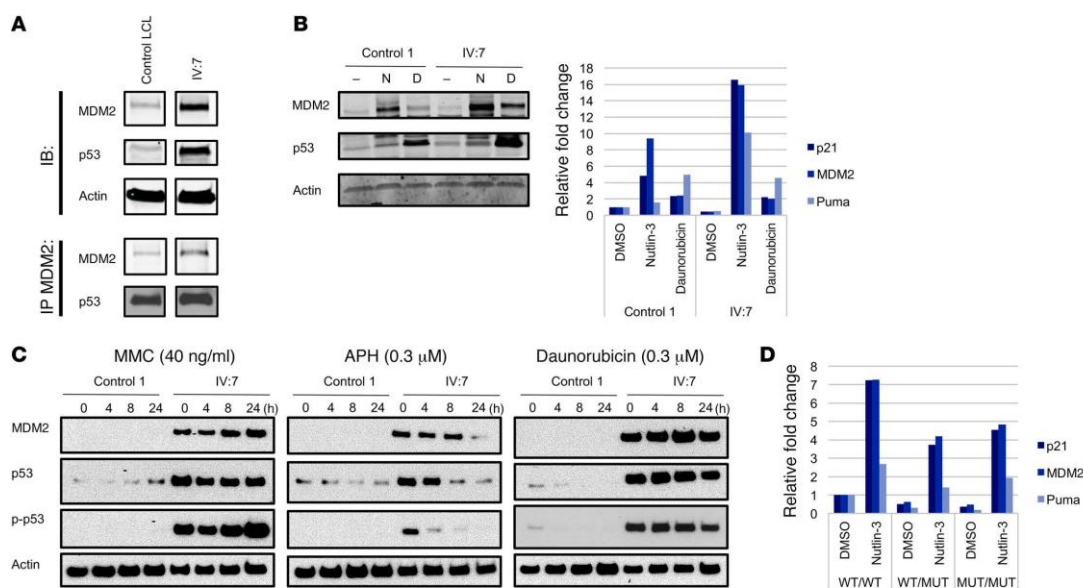 A
Control LCL
IV:7
IB:
MDM2
p53
Actin
IP MDM2:
MDM2
p53
B
Control 1 IV:7
– N D – N D
MDM2
p53
Actin
Relative fold change
18
16
14
12
10
8
6
4
2
0
DMSO Nutlin-3 Daunorubicin DMSO Nutlin-3 Daunorubicin
Control 1 IV:7
p21
MDM2
Puma
C
MMC (40 ng/ml) APH (0.3 μM) Daunorubicin (0.3 μM)
Control 1 IV:7 Control 1 IV:7 Control 1 IV:7
0 4 8 24 0 4 8 24 (h) 0 4 8 24 0 4 8 24 (h) 0 4 8 24 0 4 8 24 (h)
MDM2
p53
p-p53
Actin
D
Relative fold change
8
7
6
5
4
3
2
1
0
DMSO Nutlin-3 DMSO Nutlin-3 DMSO Nutlin-3
WT/WT WT/MUT MUT/MUT
p21
MDM2
Puma